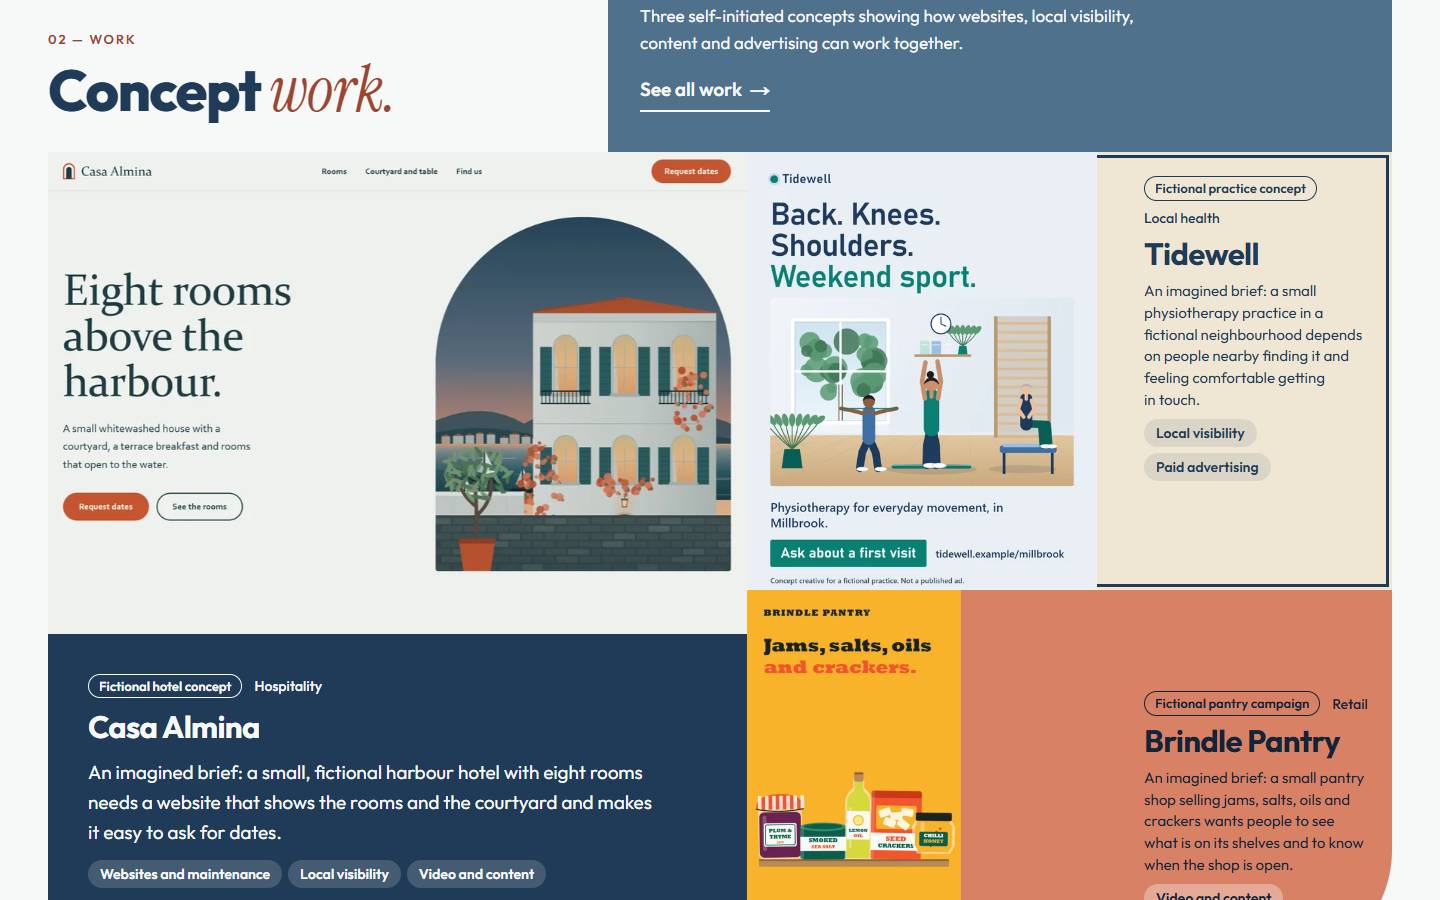 02 — WORK
Concept work.
Three self-initiated concepts showing how websites, local visibility,
content and advertising can work together.
See all work →
Casa Almina
Rooms
Courtyard and table
Find us
Request dates
Eight rooms
above the
harbour.
A small whitewashed house with a
courtyard, a terrace breakfast and rooms
that open to the water.
Request dates
See the rooms
Fictional hotel concept
Hospitality
Casa Almina
An imagined brief: a small, fictional harbour hotel with eight rooms
needs a website that shows the rooms and the courtyard and makes
it easy to ask for dates.
Websites and maintenance
Local visibility
Video and content
Tidewell
Back. Knees.
Shoulders.
Weekend sport.
Physiotherapy for everyday movement, in
Millbrook.
Ask about a first visit
tidewell.example/millbrook
Concept creative for a fictional practice. Not a published ad.
Fictional practice concept
Local health
Tidewell
An imagined brief: a small
physiotherapy practice in a
fictional neighbourhood depends
on people nearby finding it and
feeling comfortable getting
in touch.
Local visibility
Paid advertising
BRINDLE PANTRY
Jams, salts, oils
and crackers.
PLUM &
THYME
SMOKED
SEA SALT
LEMON
OIL
SEED
CRACKERS
CHILLI
HONEY
Fictional pantry campaign
Retail
Brindle Pantry
An imagined brief: a small pantry
shop selling jams, salts, oils and
crackers wants people to see
what is on its shelves and to know
when the shop is open.
Video and content